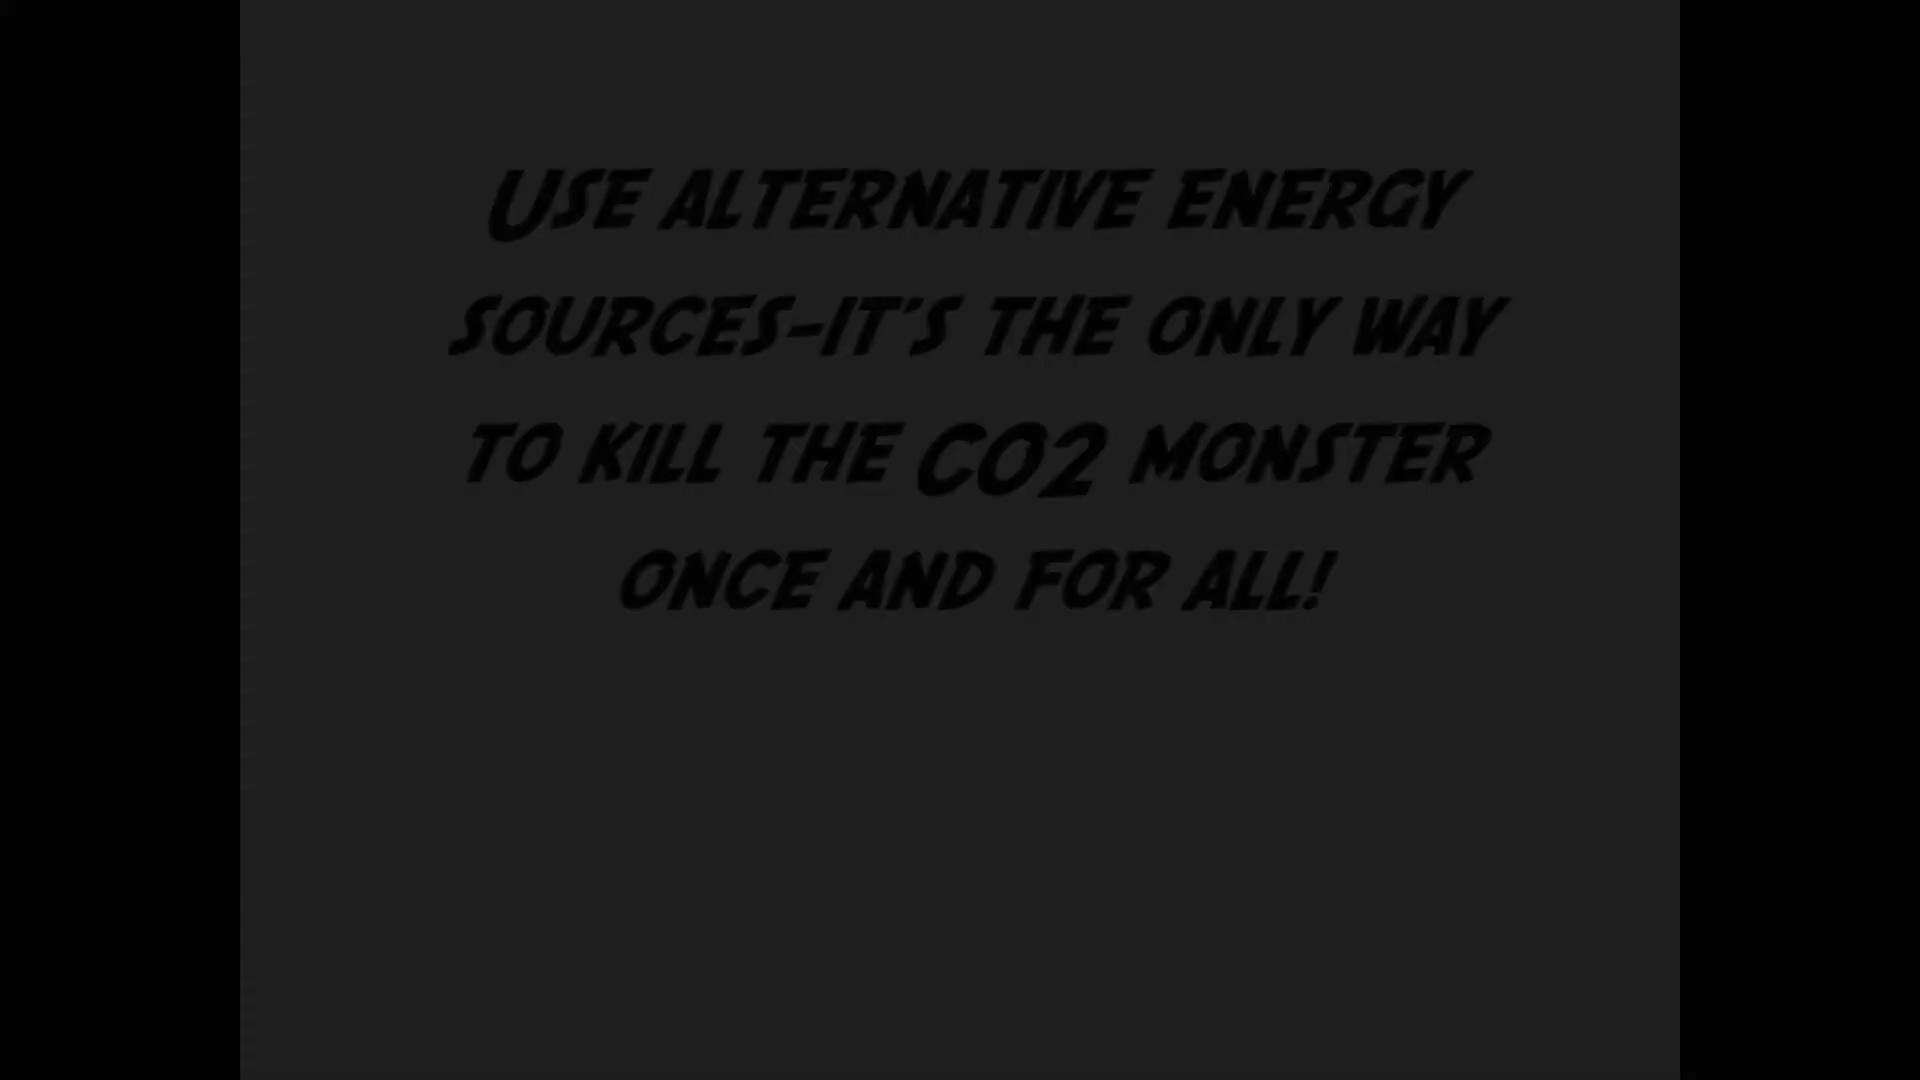 Use alternative energy
sources-it's the only way
to kill the CO2 monster
once and for all!